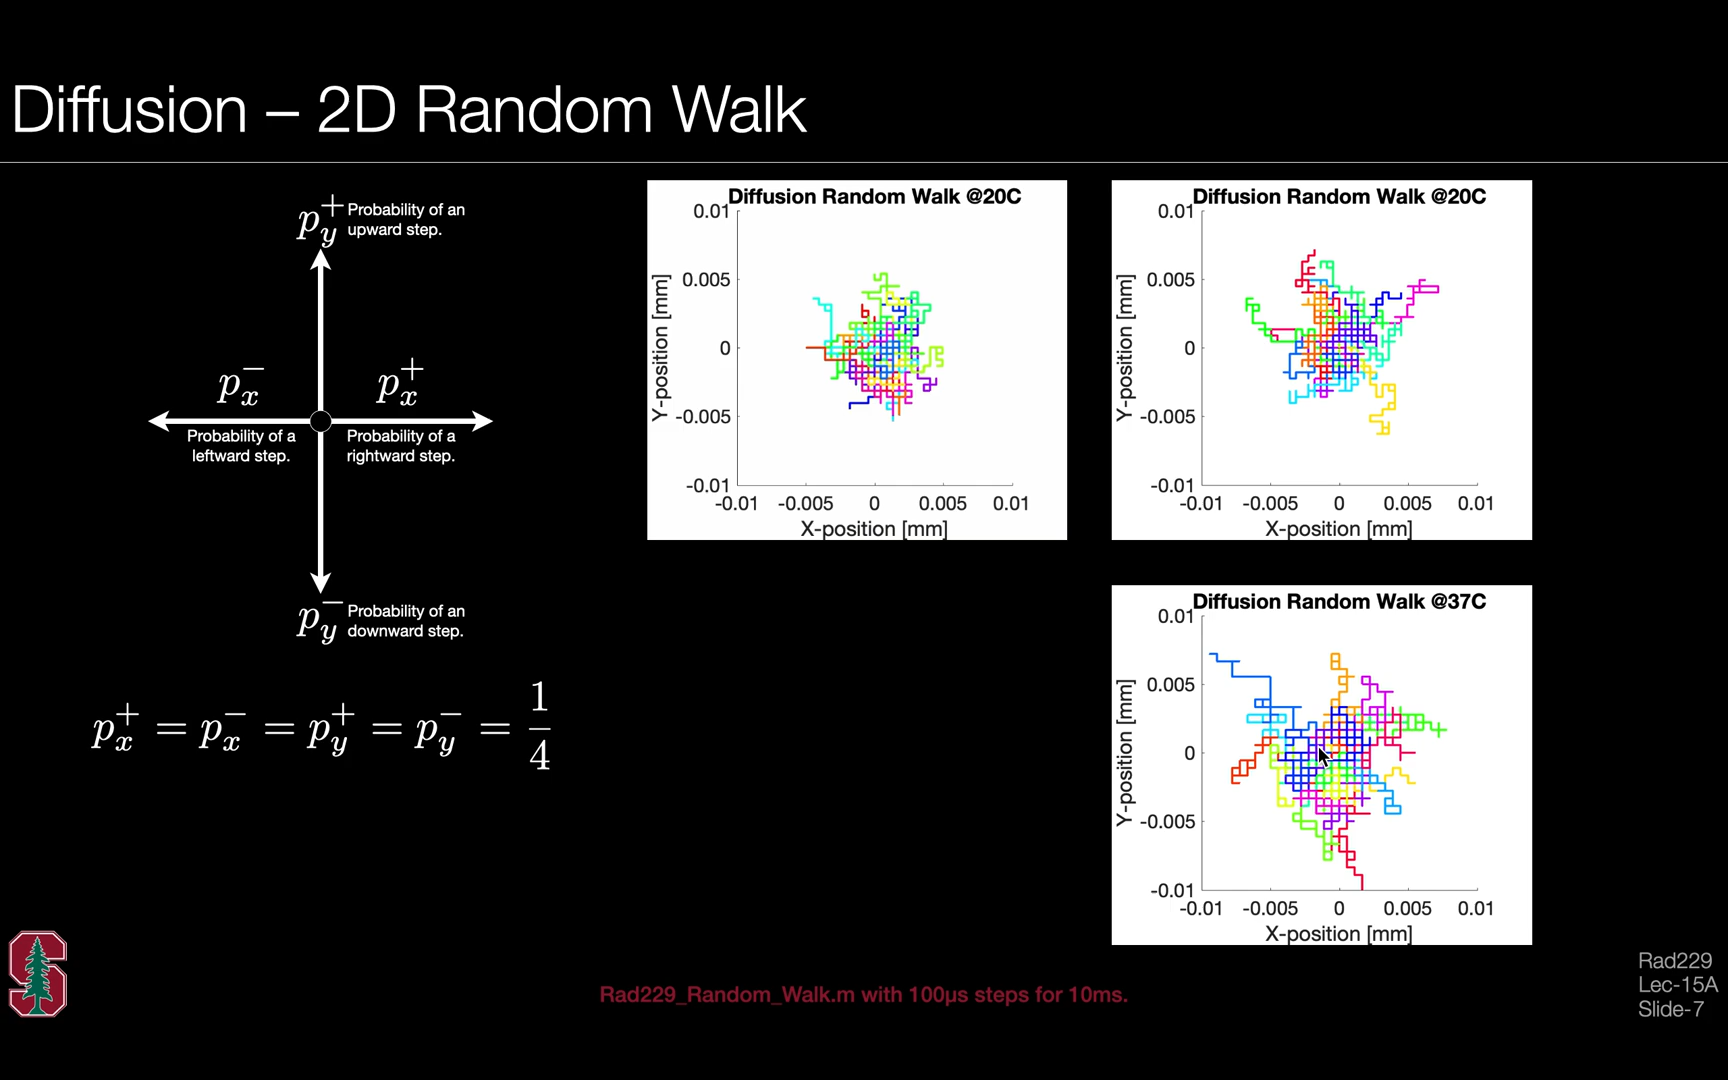 Diffusion – 2D Random Walk
p_y^+ Probability of an
upward step.
p_x^-
p_x^+
Probability of a
leftward step.
Probability of a
rightward step.
p_y^- Probability of an
downward step.
p_x^+ = p_x^- = p_y^+ = p_y^- = 1/4
Diffusion Random Walk @20C
0.01
0.005
0
-0.005
-0.01
Y-position [mm]
-0.01 -0.005 0 0.005 0.01
X-position [mm]
Diffusion Random Walk @20C
0.01
0.005
0
-0.005
-0.01
Y-position [mm]
-0.01 -0.005 0 0.005 0.01
X-position [mm]
Diffusion Random Walk @37C
0.01
0.005
0
-0.005
-0.01
Y-position [mm]
-0.01 -0.005 0 0.005 0.01
X-position [mm]
Rad229_Random_Walk.m with 100µs steps for 10ms.
Rad229
Lec-15A
Slide-7